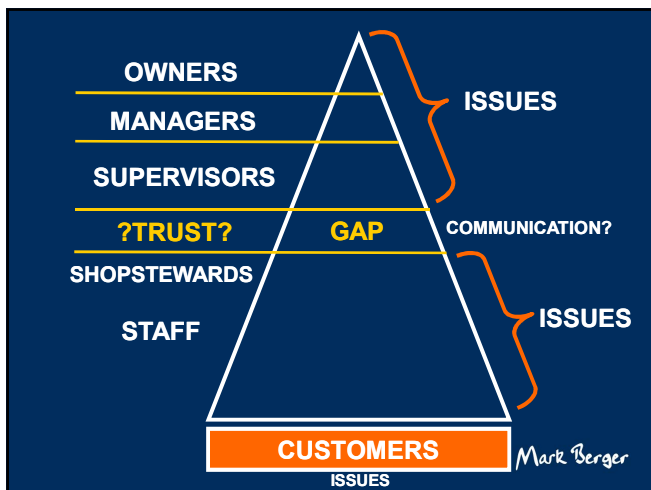 OWNERS
ISSUES
MANAGERS
SUPERVISORS
?TRUST? GAP COMMUNICATION?
SHOPSTEWARDS
ISSUES
STAFF
CUSTOMERS
Mark Berger
ISSUES